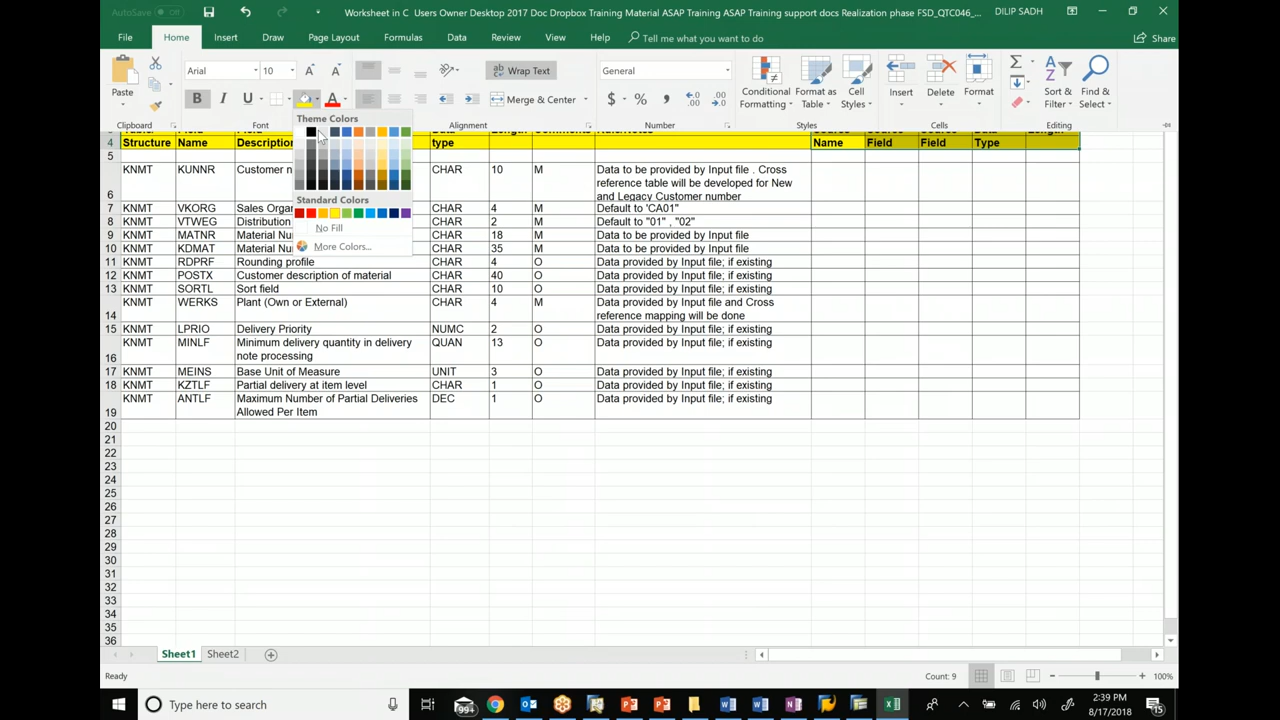 AutoSave Off Worksheet in C Users Owner Desktop 2017 Doc Dropbox Training Material ASAP Training ASAP Training support docs Realization phase FSD_QTC046_... DILIP SADH
File Home Insert Draw Page Layout Formulas Data Review View Help Tell me what you want to do Share
Paste Arial 10 A A Wrap Text General Conditional Formatting Format as Table Cell Styles Insert Delete Format Sort & Filter Find & Select
B I U A Merge & Center $ % , .0 .00
Clipboard Font Alignment Number Styles Cells Editing
Theme Colors
Standard Colors
No Fill
More Colors...
4 Structure Name Description type Name Field Field Type
5
KNMT KUNNR Customer n CHAR 10 M Data to be provided by Input file . Cross
reference table will be developed for New
and Legacy Customer number
7 KNMT VKORG Sales Organ CHAR 4 M Default to 'CA01"
8 KNMT VTWEG Distribution CHAR 2 M Default to "01" , "02"
9 KNMT MATNR Material Nu CHAR 18 M Data to be provided by Input file
10 KNMT KDMAT Material Nu CHAR 35 M Data to be provided by Input file
11 KNMT RDPRF Rounding profile CHAR 4 O Data provided by Input file; if existing
12 KNMT POSTX Customer description of material CHAR 40 O Data provided by Input file; if existing
13 KNMT SORTL Sort field CHAR 10 O Data provided by Input file; if existing
14 KNMT WERKS Plant (Own or External) CHAR 4 M Data provided by Input file and Cross
reference mapping will be done
15 KNMT LPRIO Delivery Priority NUMC 2 O Data provided by Input file; if existing
16 KNMT MINLF Minimum delivery quantity in delivery QUAN 13 O Data provided by Input file; if existing
note processing
17 KNMT MEINS Base Unit of Measure UNIT 3 O Data provided by Input file; if existing
18 KNMT KZTLF Partial delivery at item level CHAR 1 O Data provided by Input file; if existing
19 KNMT ANTLF Maximum Number of Partial Deliveries DEC 1 O Data provided by Input file; if existing
Allowed Per Item
20
21
22
23
24
25
26
27
28
29
30
31
32
33
34
35
36
Sheet1 Sheet2
Ready Count: 9 100%
Type here to search 99+ 2:39 PM
8/17/2018 15